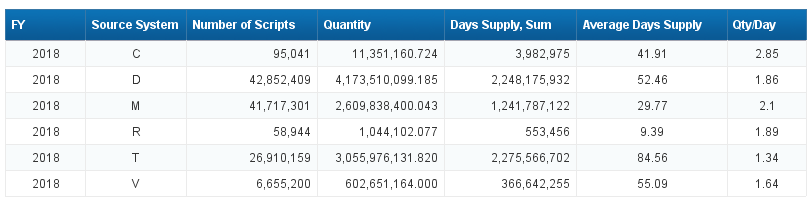 FY Source System Number of Scripts Quantity Days Supply, Sum Average Days Supply Qty/Day
2018 C 95,041 11,351,160.724 3,982,975 41.91 2.85
2018 D 42,852,409 4,173,510,099.185 2,248,175,932 52.46 1.86
2018 M 41,717,301 2,609,838,400.043 1,241,787,122 29.77 2.1
2018 R 58,944 1,044,102.077 553,456 9.39 1.89
2018 T 26,910,159 3,055,976,131.820 2,275,566,702 84.56 1.34
2018 V 6,655,200 602,651,164.000 366,642,255 55.09 1.64